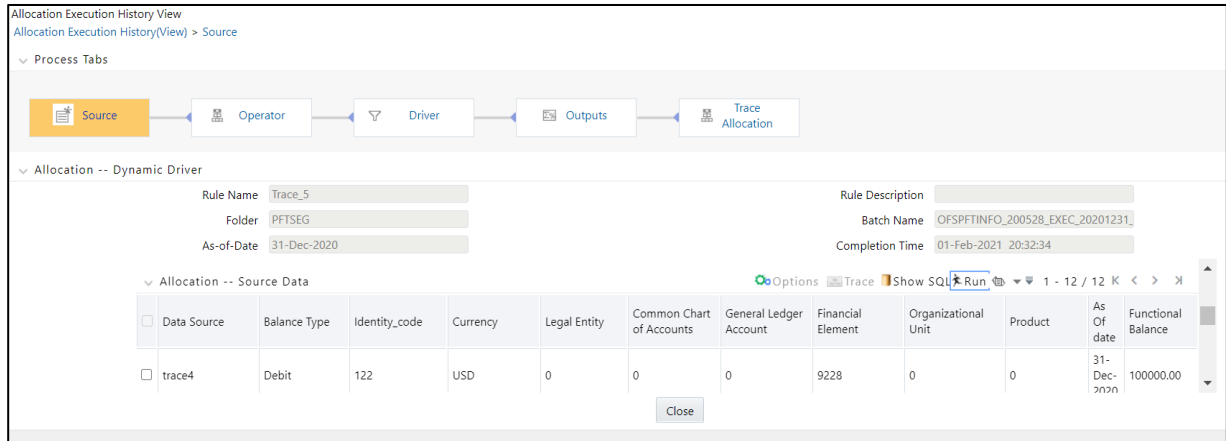 Allocation Execution History View
Allocation Execution History(View) > Source
Process Tabs
Source
Operator
Driver
Outputs
Trace
Allocation
Allocation -- Dynamic Driver
Rule Name Trace_5 Rule Description
Folder PFTSEG Batch Name OFSPFTINFO_200528_EXEC_20201231_
As-of-Date 31-Dec-2020 Completion Time 01-Feb-2021 20:32:34
Allocation -- Source Data Options Trace Show SQL Run 1 - 12 / 12
Data Source
Balance Type
Identity_code
Currency
Legal Entity
Common Chart
of Accounts
General Ledger
Account
Financial
Element
Organizational
Unit
Product
As
Of
date
Functional
Balance
trace4 Debit 122 USD 0 0 0 9228 0 0
31-
Dec-
2020
100000.00
Close